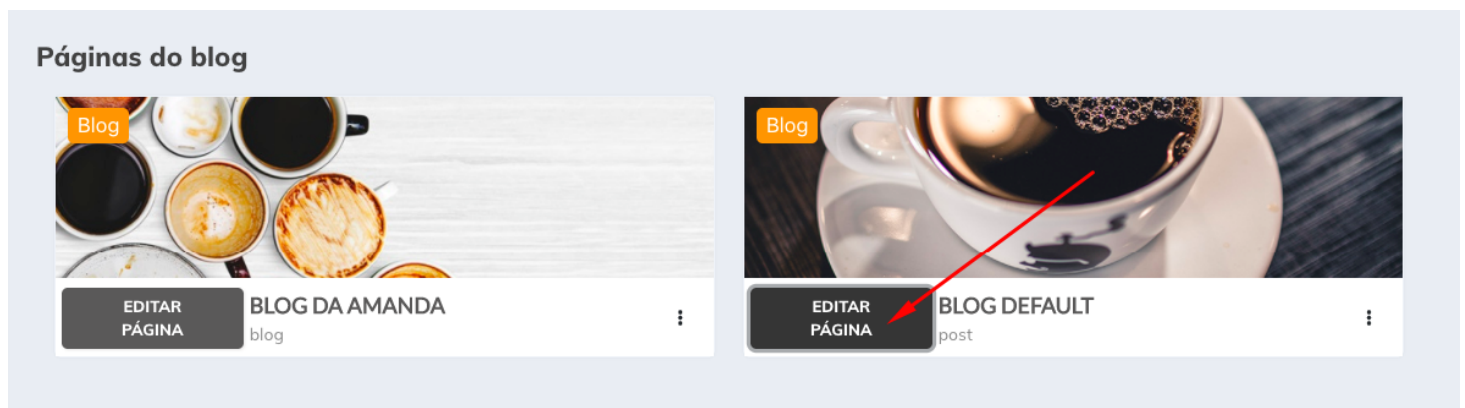 Páginas do blog
Blog
EDITAR
PÁGINA
BLOG DA AMANDA
blog
Blog
EDITAR
PÁGINA
BLOG DEFAULT
post